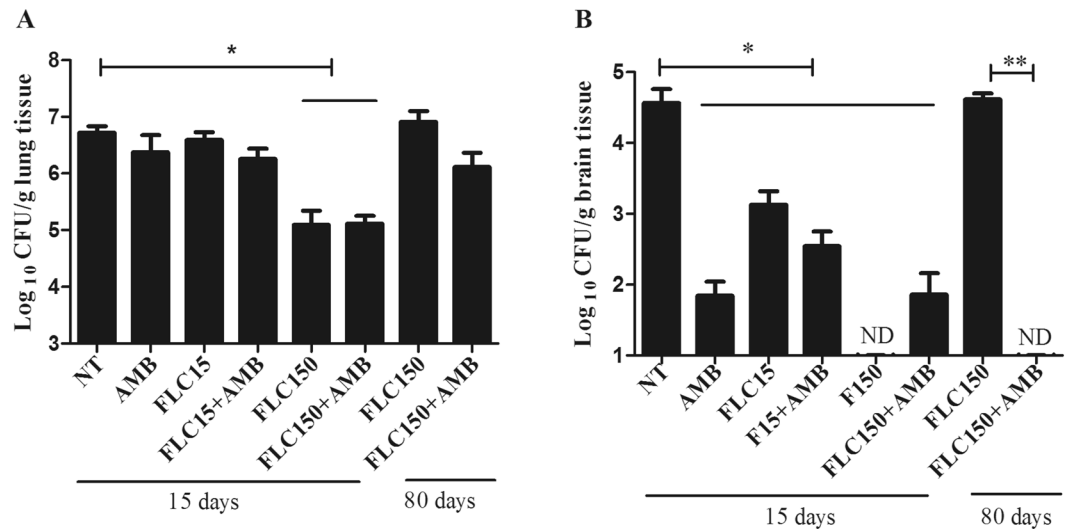 A
Log 10 CFU/g lung tissue
8
7
6
5
4
3
*
NT
AMB
FLC15
FLC15+AMB
FLC150
FLC150+AMB
FLC150
FLC150+AMB
15 days
80 days
B
Log 10 CFU/g brain tissue
5
4
3
2
1
*
**
ND
ND
NT
AMB
FLC15
F15+AMB
F150
FLC150+AMB
FLC150
FLC150+AMB
15 days
80 days